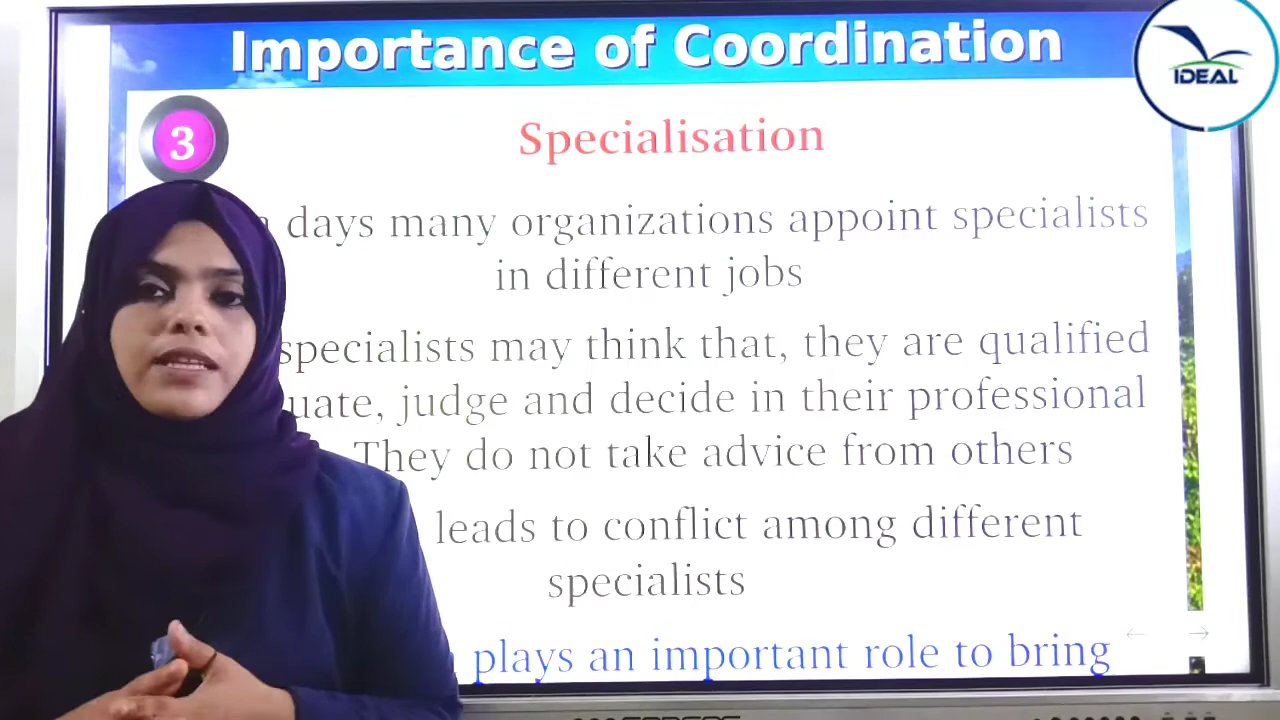 Importance of Coordination
IDEAL
3
Specialisation
days many organizations appoint specialists
in different jobs
specialists may think that, they are qualified
judge and decide in their professional
They do not take advice from others
leads to conflict among different
specialists
plays an important role to bring